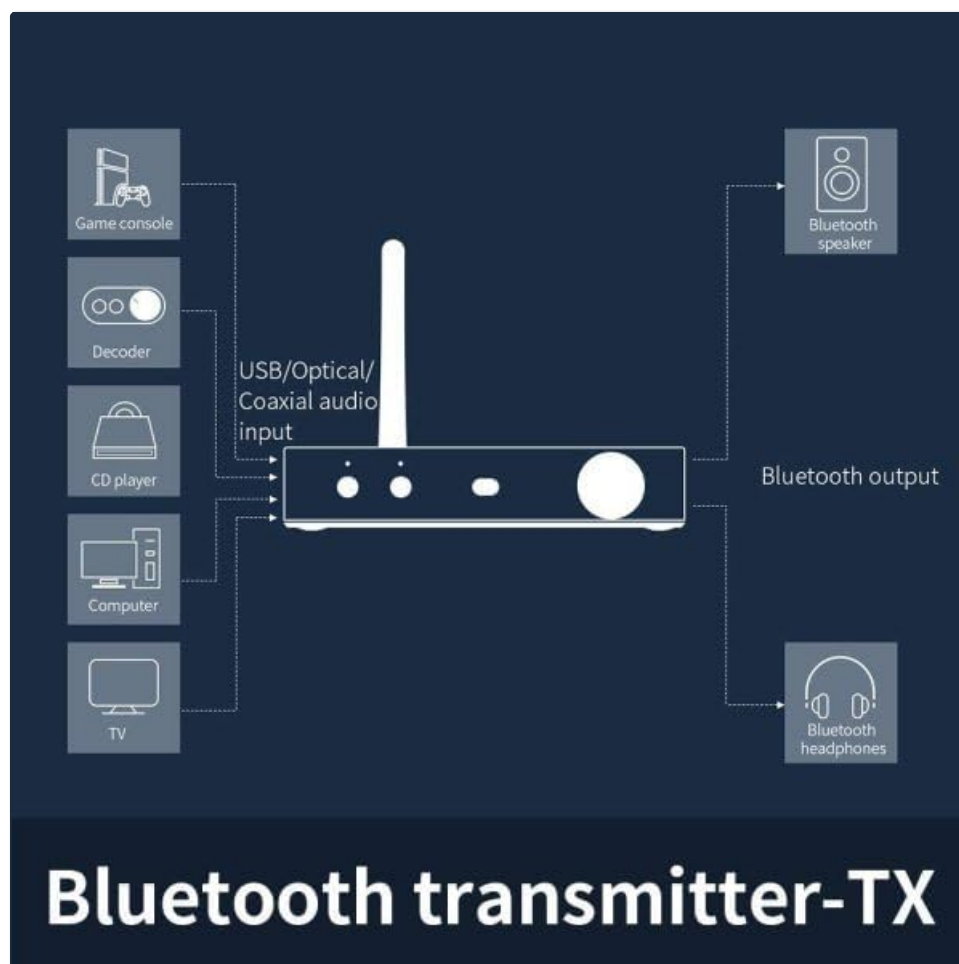 Game console
Decoder
CD player
Computer
TV
USB/Optical/
Coaxial audio
input
Bluetooth
speaker
Bluetooth output
Bluetooth
headphones
Bluetooth transmitter-TX